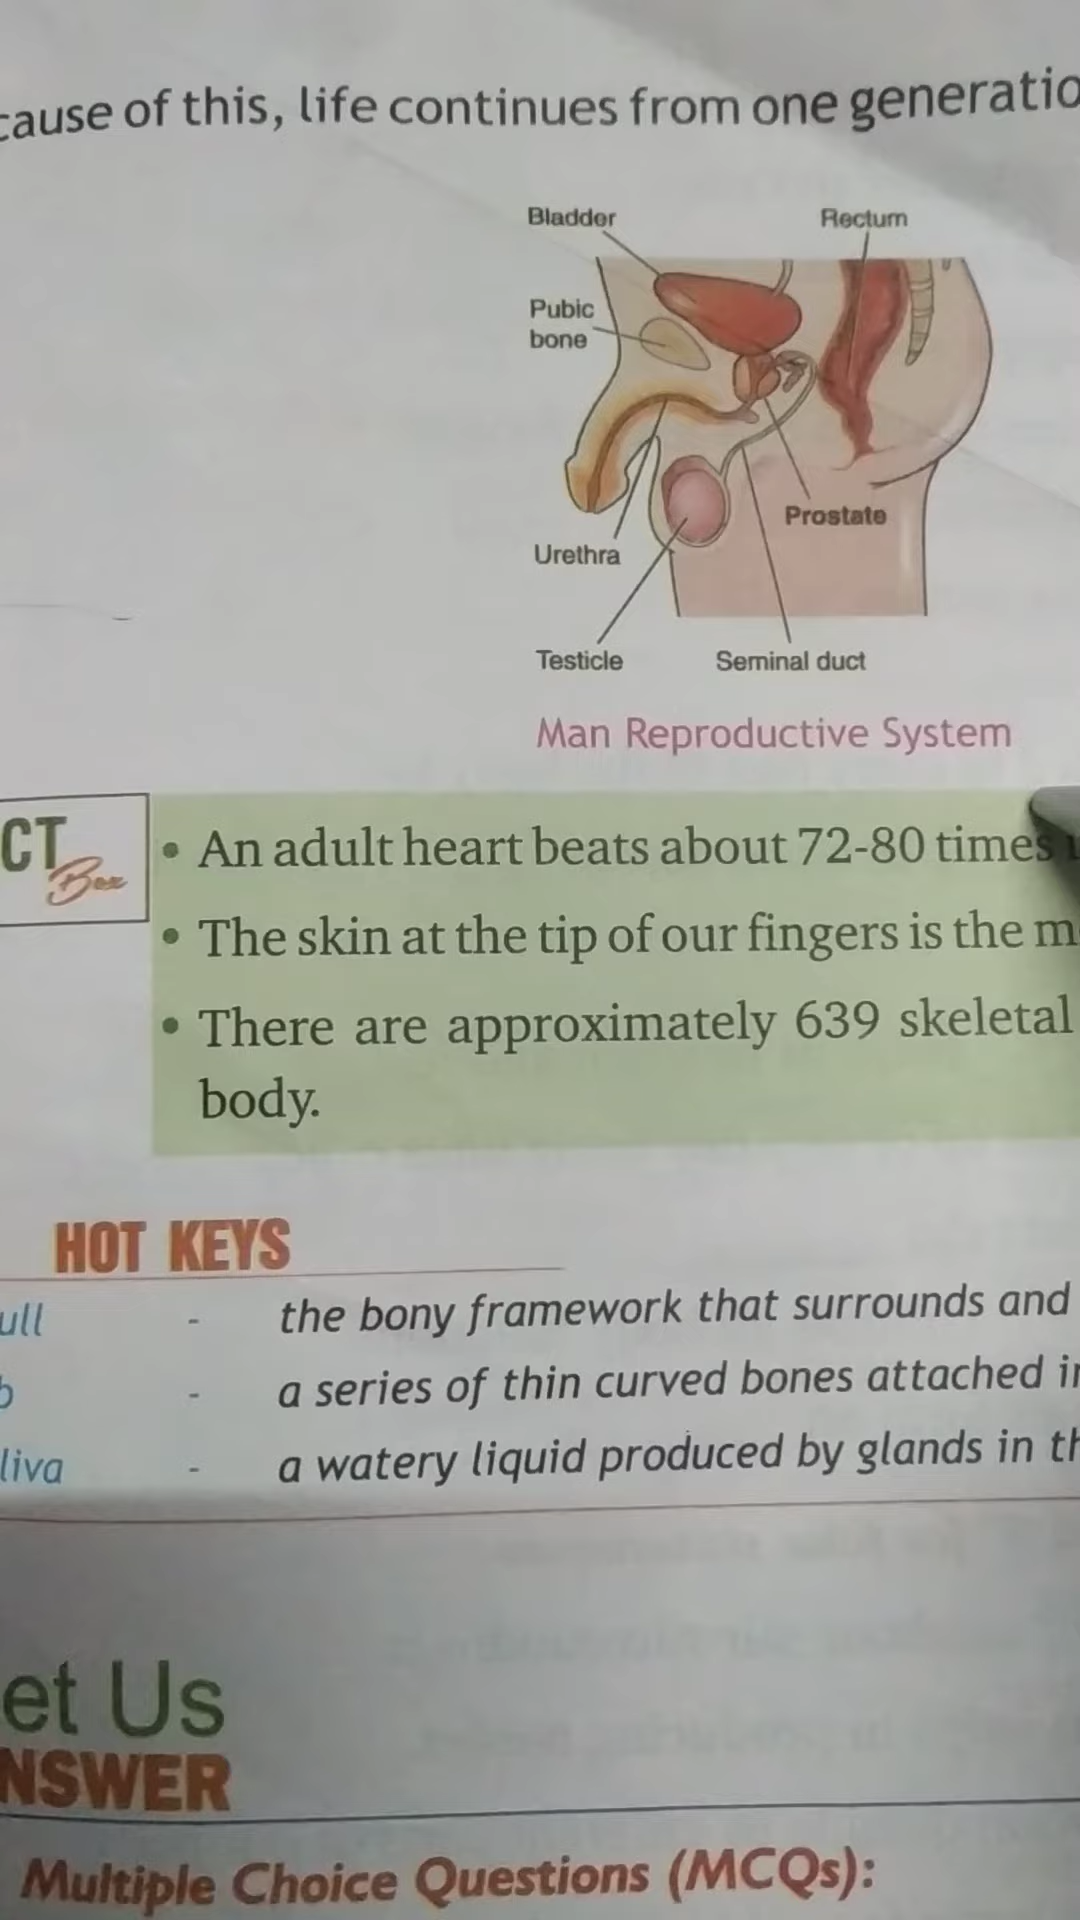 cause of this, life continues from one generatio
Bladder
Rectum
Pubic
bone
Prostate
Urethra
Testicle
Seminal duct
Man Reproductive System
CT
Box
• An adult heart beats about 72-80 times
• The skin at the tip of our fingers is the m
• There are approximately 639 skeletal
body.
HOT KEYS
ull - the bony framework that surrounds and
b - a series of thin curved bones attached in
liva - a watery liquid produced by glands in th
et Us
NSWER
Multiple Choice Questions (MCQs):